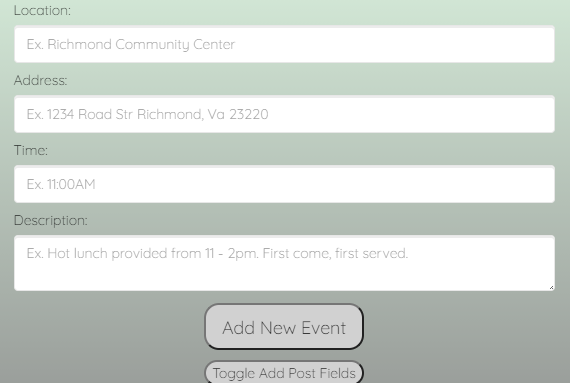 Location:
Ex. Richmond Community Center
Address:
Ex. 1234 Road Str Richmond, Va 23220
Time:
Ex. 11:00AM
Description:
Ex. Hot lunch provided from 11 - 2pm. First come, first served.
Add New Event
Toggle Add Post Fields